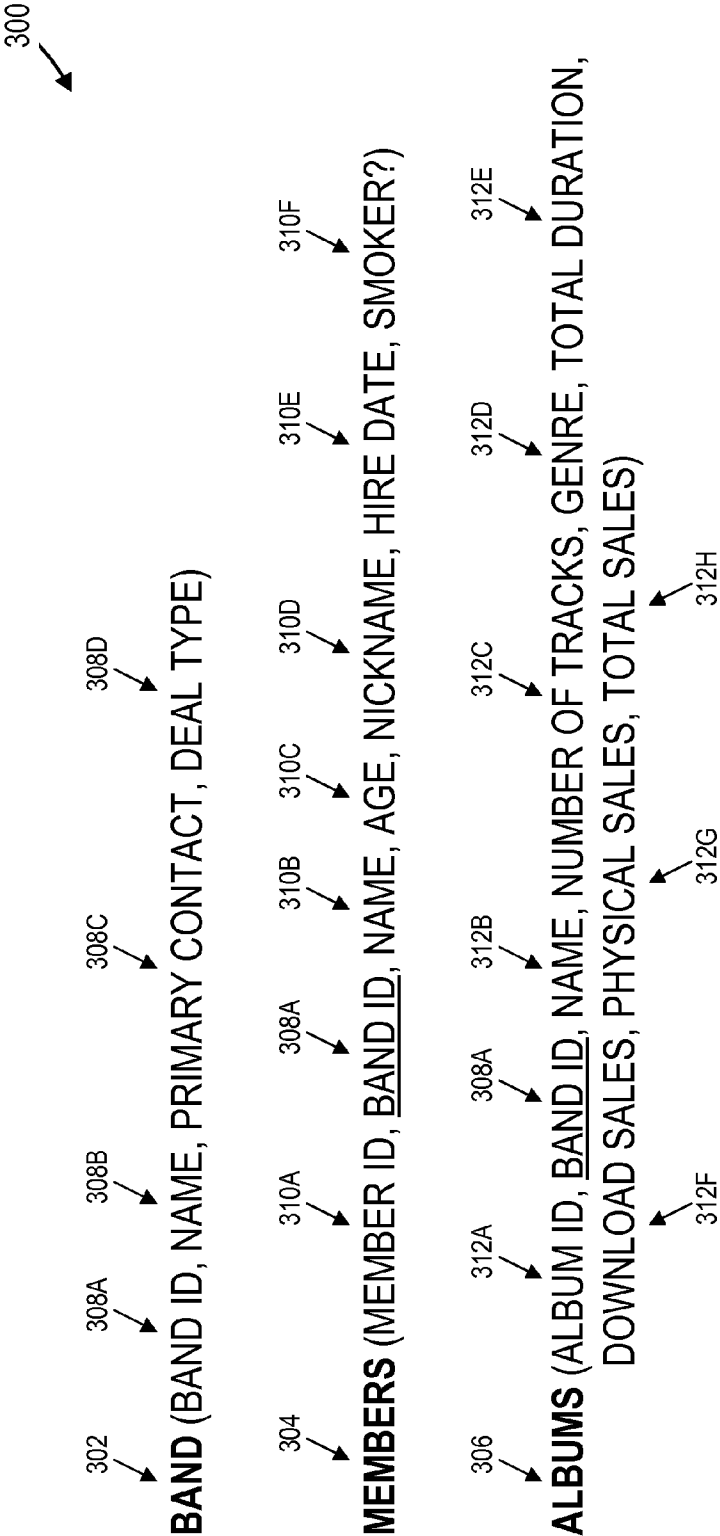 300
302 308A 308B 308C 308D
BAND (BAND ID, NAME, PRIMARY CONTACT, DEAL TYPE)
304 310A 308A 310B 310C 310D 310E 310F
MEMBERS (MEMBER ID, BAND ID, NAME, AGE, NICKNAME, HIRE DATE, SMOKER?)
306 312A 308A 312B 312C 312D 312E
ALBUMS (ALBUM ID, BAND ID, NAME, NUMBER OF TRACKS, GENRE, TOTAL DURATION,
DOWNLOAD SALES, PHYSICAL SALES, TOTAL SALES)
312F 312G 312H